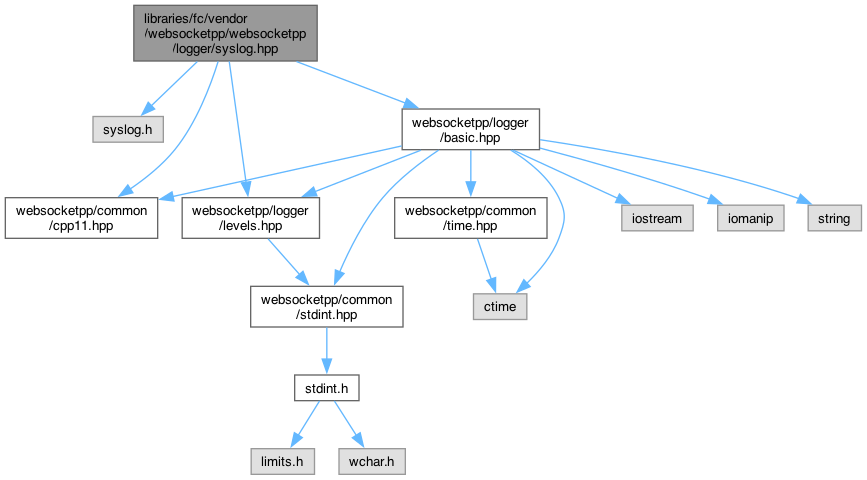 libraries/fc/vendor
/websocketpp/websocketpp
/logger/syslog.hpp
syslog.h
websocketpp/logger
/basic.hpp
websocketpp/common
/cpp11.hpp
websocketpp/logger
/levels.hpp
websocketpp/common
/time.hpp
iostream
iomanip
string
websocketpp/common
/stdint.hpp
ctime
stdint.h
limits.h
wchar.h